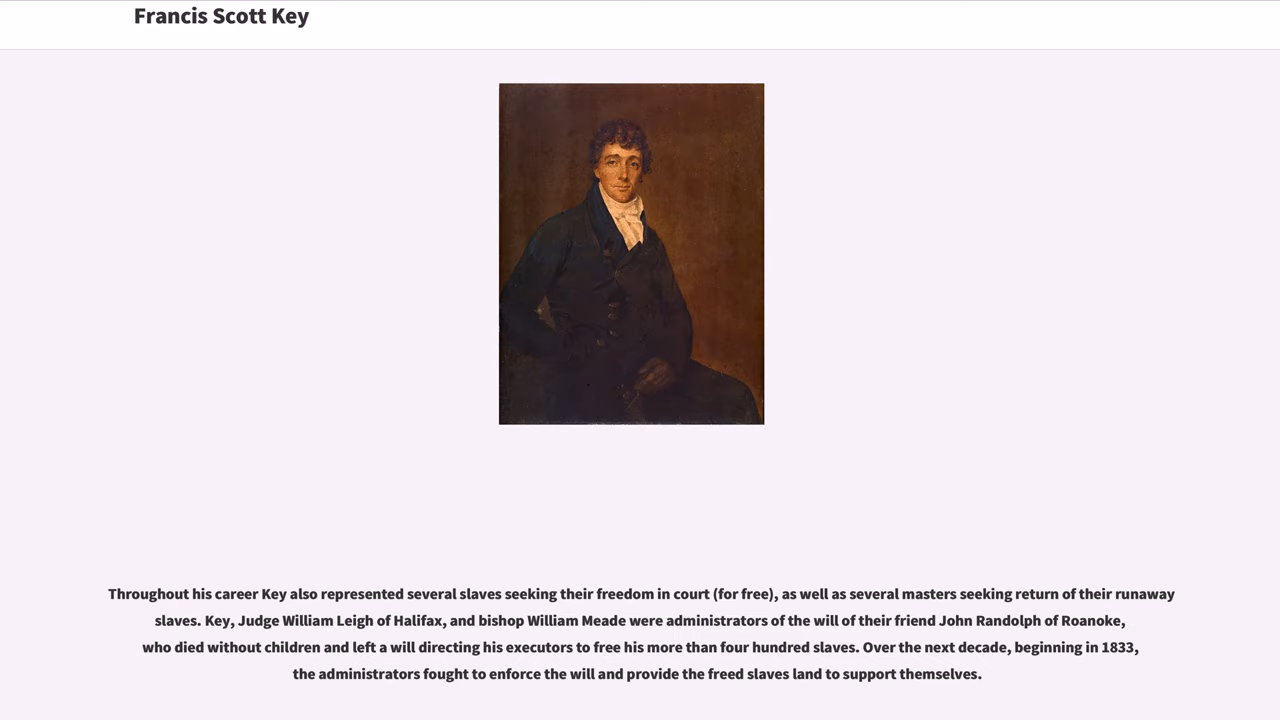 Francis Scott Key
Throughout his career Key also represented several slaves seeking their freedom in court (for free), as well as several masters seeking return of their runaway
slaves. Key, Judge William Leigh of Halifax, and bishop William Meade were administrators of the will of their friend John Randolph of Roanoke,
who died without children and left a will directing his executors to free his more than four hundred slaves. Over the next decade, beginning in 1833,
the administrators fought to enforce the will and provide the freed slaves land to support themselves.